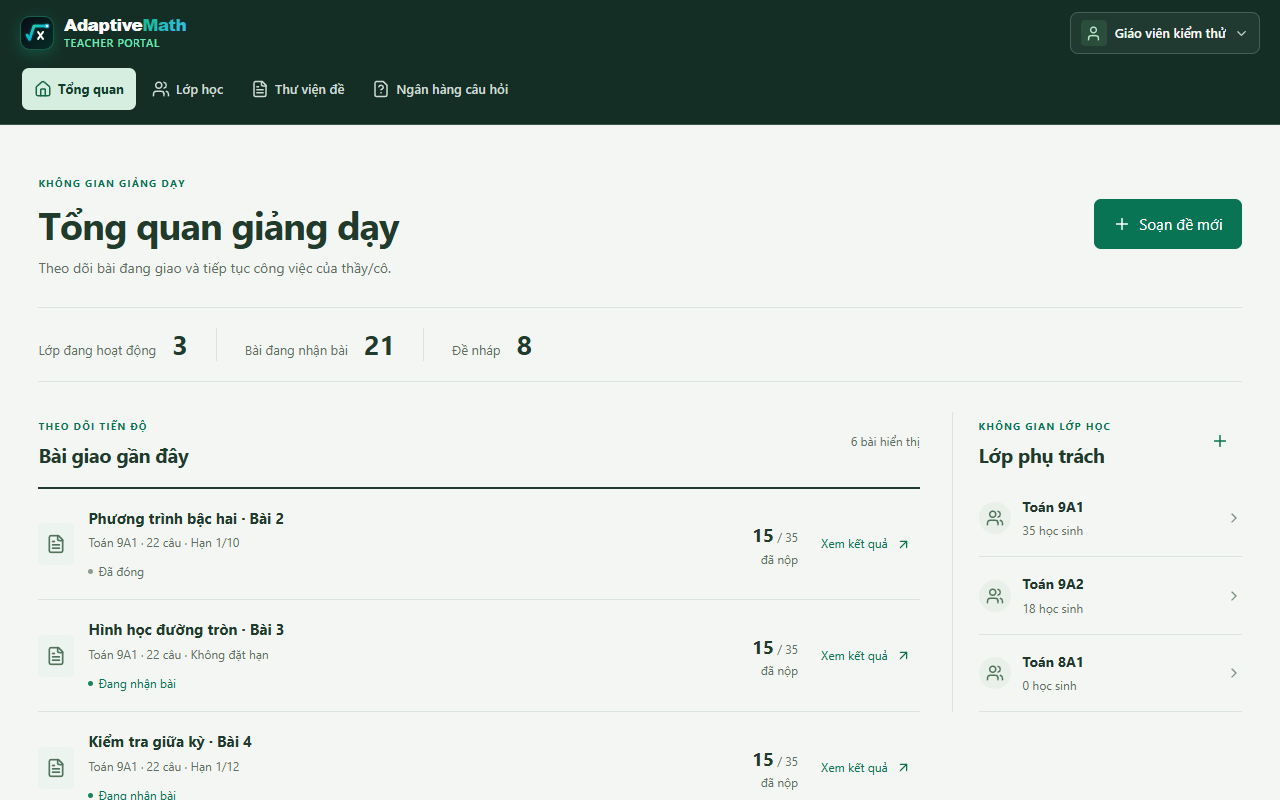 AdaptiveMath
TEACHER PORTAL
Giáo viên kiểm thử
Tổng quan
Lớp học
Thư viện đề
Ngân hàng câu hỏi
KHÔNG GIAN GIẢNG DẠY
Tổng quan giảng dạy
Theo dõi bài đang giao và tiếp tục công việc của thầy/cô.
Soạn đề mới
Lớp đang hoạt động 3
Bài đang nhận bài 21
Đề nháp 8
THEO DÕI TIẾN ĐỘ
Bài giao gần đây
6 bài hiển thị
Phương trình bậc hai · Bài 2
Toán 9A1 · 22 câu · Hạn 1/10
Đã đóng
15 / 35
đã nộp
Xem kết quả
Hình học đường tròn · Bài 3
Toán 9A1 · 22 câu · Không đặt hạn
Đang nhận bài
15 / 35
đã nộp
Xem kết quả
Kiểm tra giữa kỳ · Bài 4
Toán 9A1 · 22 câu · Hạn 1/12
Đang nhận bài
15 / 35
đã nộp
Xem kết quả
KHÔNG GIAN LỚP HỌC
Lớp phụ trách
Toán 9A1
35 học sinh
Toán 9A2
18 học sinh
Toán 8A1
0 học sinh